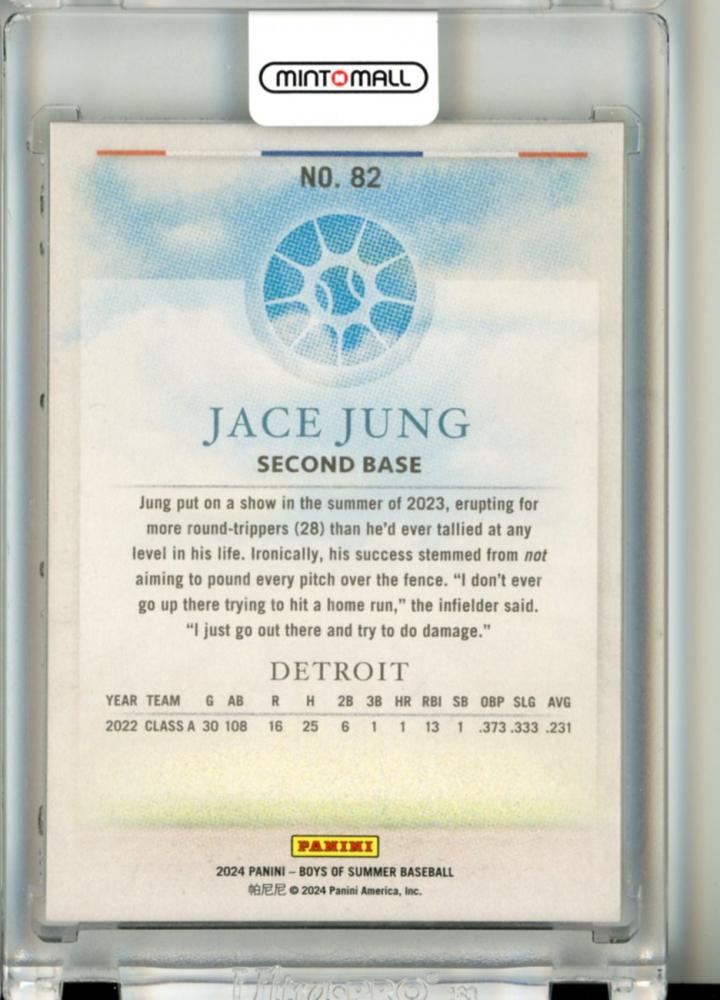 MINTOMALL
NO. 82
JACE JUNG
SECOND BASE
Jung put on a show in the summer of 2023, erupting for
more round-trippers (28) than he'd ever tallied at any
level in his life. Ironically, his success stemmed from not
aiming to pound every pitch over the fence. “I don't ever
go up there trying to hit a home run,” the infielder said.
“I just go out there and try to do damage.”
DETROIT
YEAR TEAM G AB R H 2B 3B HR RBI SB OBP SLG AVG
2022 CLASS A 30 108 16 25 6 1 1 13 1 .373 .333 .231
PANINI
2024 PANINI – BOYS OF SUMMER BASEBALL
帕尼尼 © 2024 Panini America, Inc.
Ultra PRO